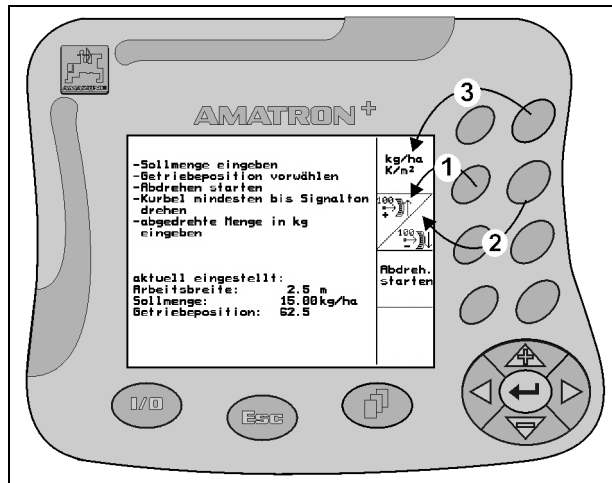 AMAZONE
AMATRON+
-Sollmenge eingeben
-Getriebeposition vorwählen
-Abdrehen starten
-Kurbel mindesten bis Signalton
drehen
-abgedrehte Menge in kg
eingeben
aktuell eingestellt:
Arbeitsbreite: 2.5 m
Sollmenge: 15.00kg/ha
Getriebeposition: 62.5
kg/ha
K/m²
100
+
100
-
Abdreh.
starten
3
1
2
I/O
Esc